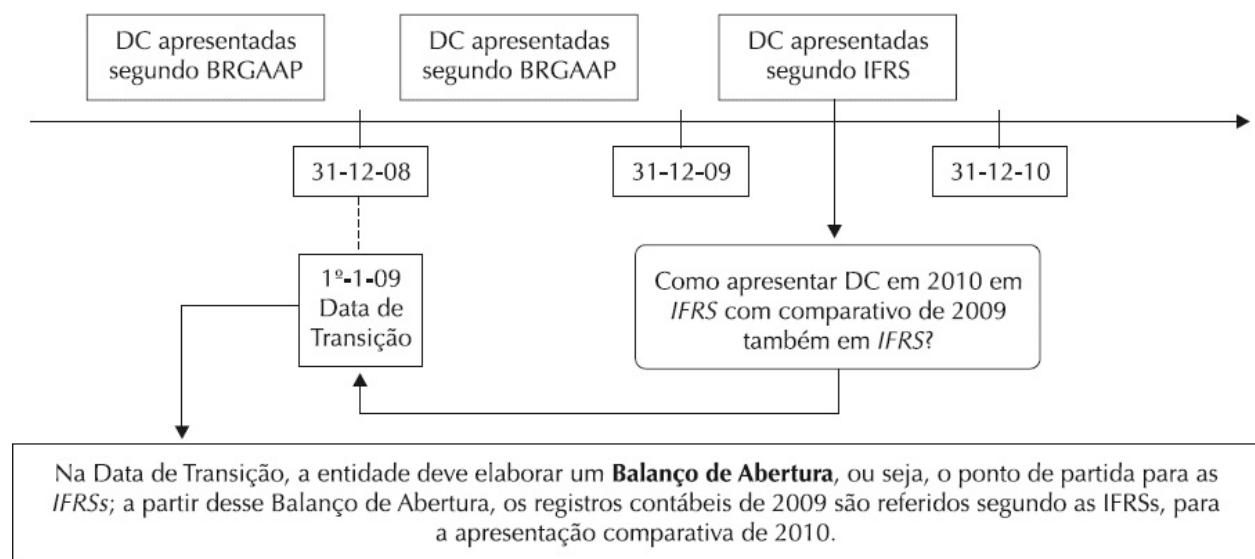 DC apresentadas
segundo BRGAAP
DC apresentadas
segundo BRGAAP
DC apresentadas
segundo IFRS
31-12-08
31-12-09
31-12-10
1º-1-09
Data de
Transição
Como apresentar DC em 2010 em
IFRS com comparativo de 2009
também em IFRS?
Na Data de Transição, a entidade deve elaborar um Balanço de Abertura, ou seja, o ponto de partida para as
IFRSs; a partir desse Balanço de Abertura, os registros contábeis de 2009 são referidos segundo as IFRSs, para
a apresentação comparativa de 2010.